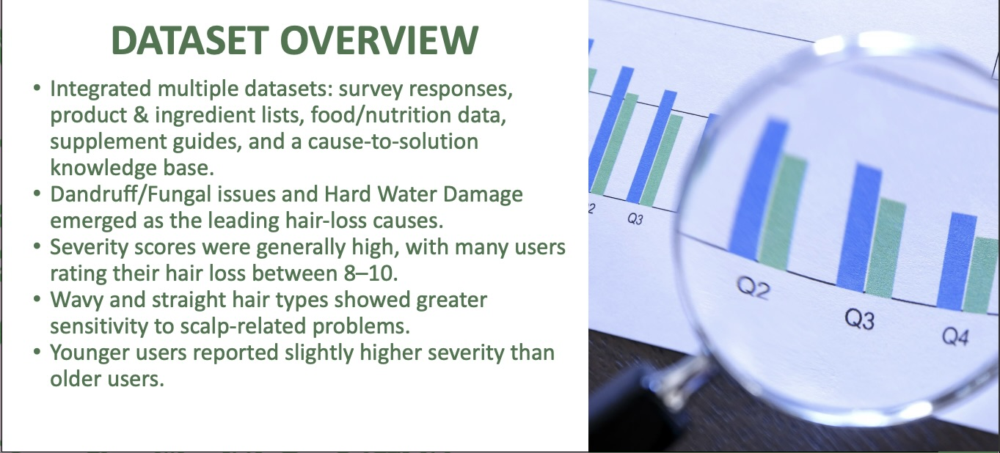 DATASET OVERVIEW
• Integrated multiple datasets: survey responses,
product & ingredient lists, food/nutrition data,
supplement guides, and a cause-to-solution
knowledge base.
• Dandruff/Fungal issues and Hard Water Damage
emerged as the leading hair-loss causes.
• Severity scores were generally high, with many users
rating their hair loss between 8–10.
• Wavy and straight hair types showed greater
sensitivity to scalp-related problems.
• Younger users reported slightly higher severity than
older users.
2
Q3
Q2
Q3
Q4